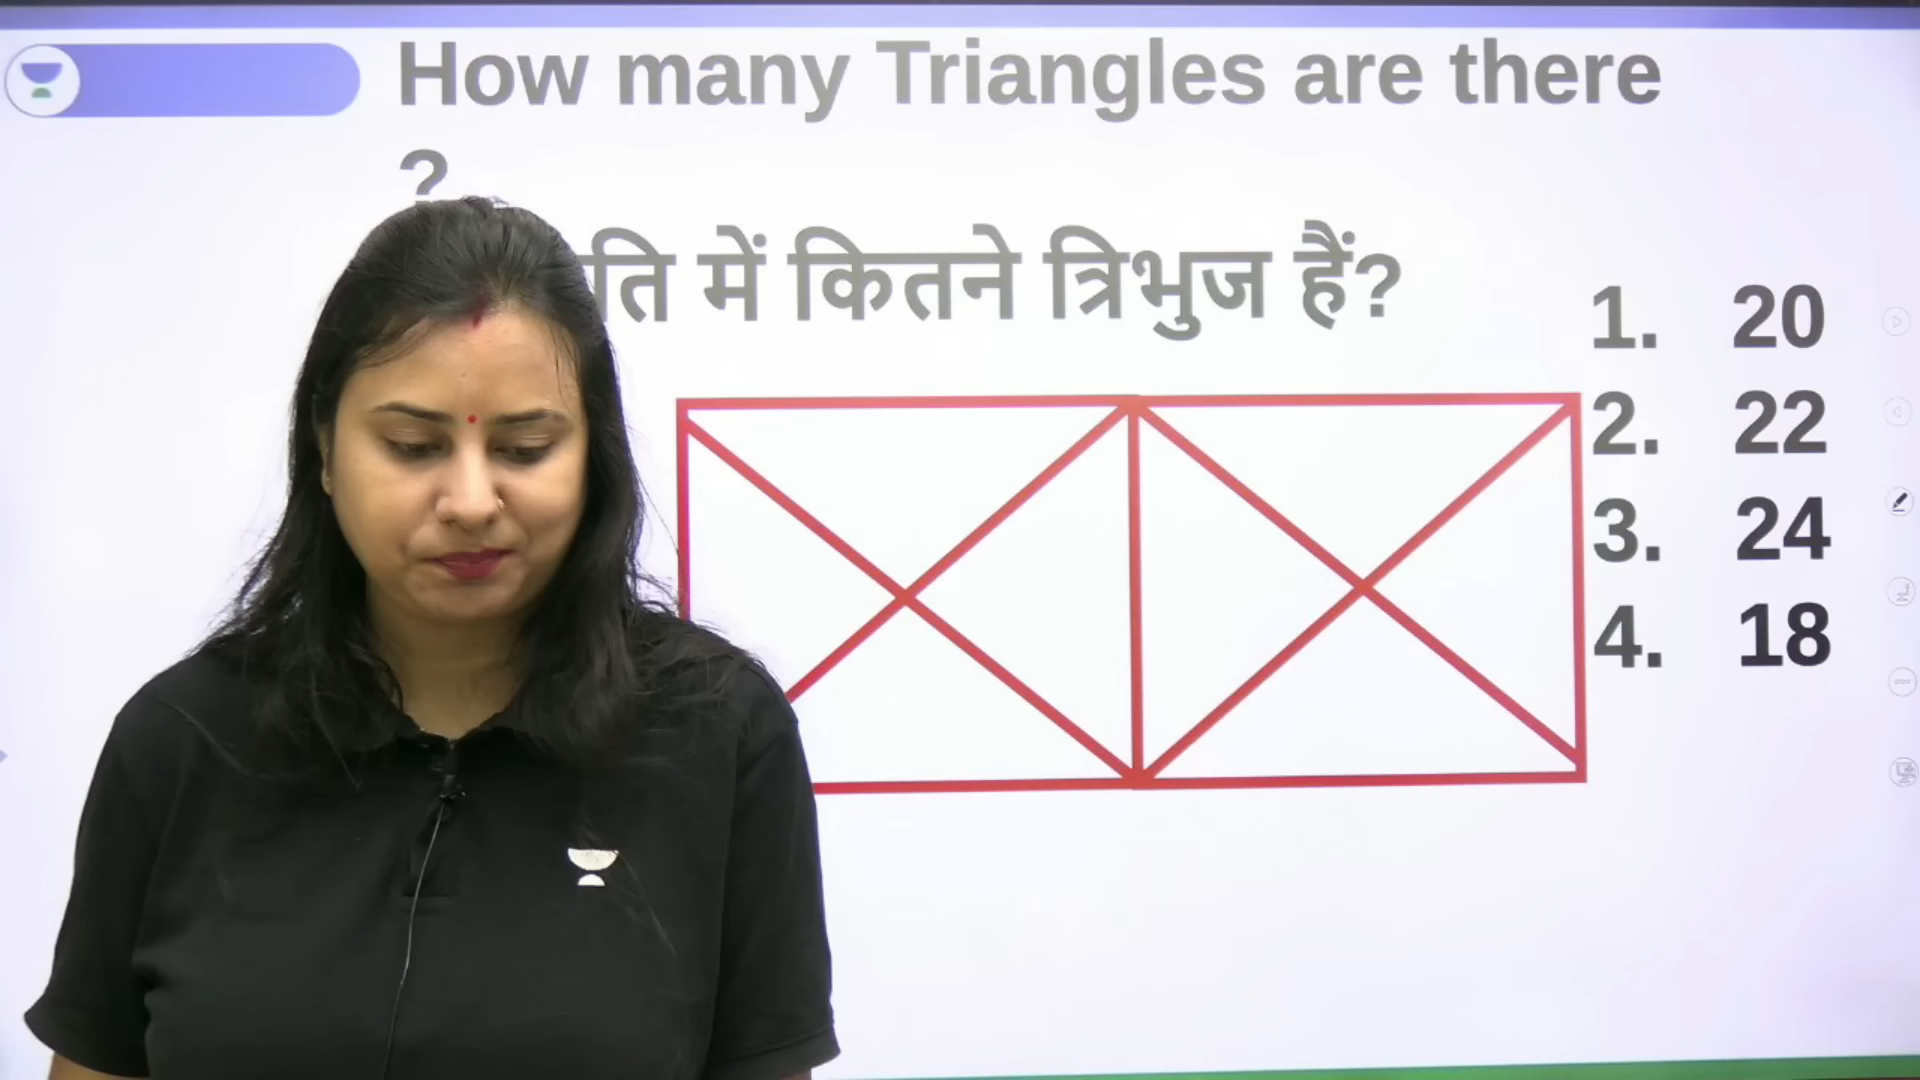 How many Triangles are there
?
में कितने त्रिभुज हैं?
1. 20
2. 22
3. 24
4. 18